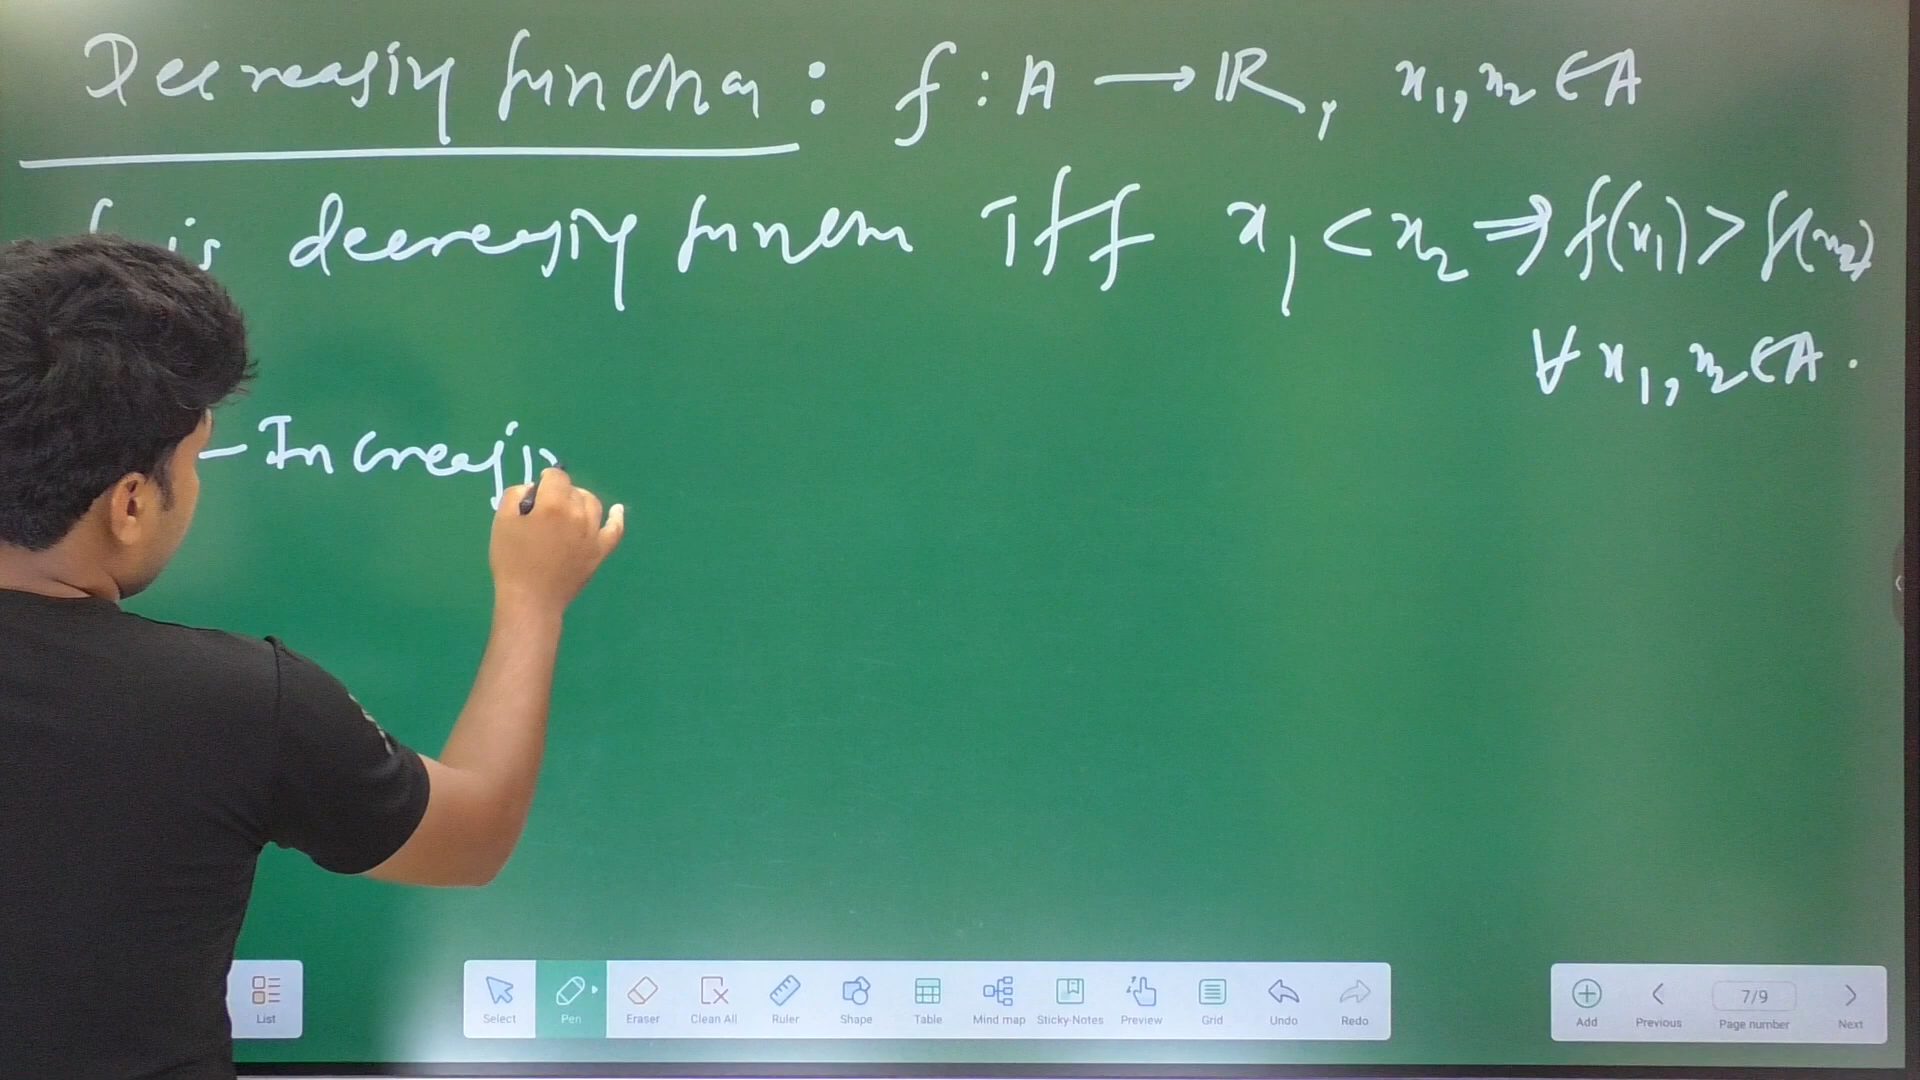 Decreasing function : f : A → ℝ, x₁, x₂ ∈ A
f is decreasing function iff x₁ < x₂ ⇒ f(x₁) > f(x₂)
∀ x₁, x₂ ∈ A .
- Increasin
List
Select Pen Eraser Clean All Ruler Shape Table Mind map Sticky-Notes Preview Grid Undo Redo
Add Previous 7/9 Page number Next